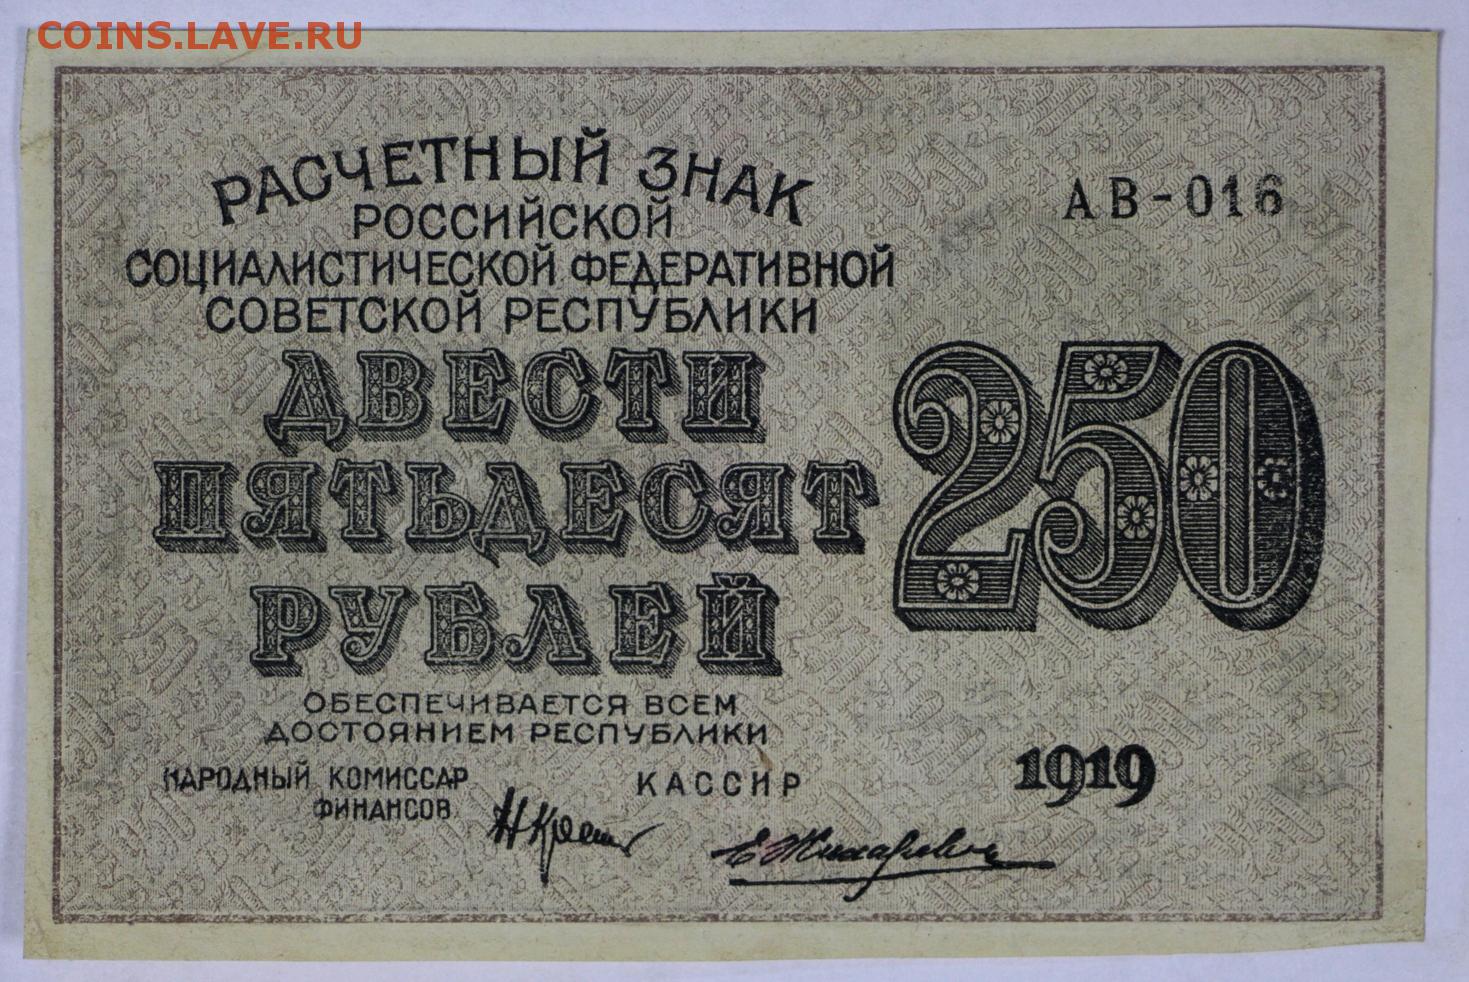 COINS.LAVE.RU
РАСЧЕТНЫЙ ЗНАК
РОССИЙСКОЙ
СОЦИАЛИСТИЧЕСКОЙ ФЕДЕРАТИВНОЙ
СОВЕТСКОЙ РЕСПУБЛИКИ
АВ-016
ДВЕСТИ
ПЯТЬДЕСЯТ
РУБЛЕЙ
250
ОБЕСПЕЧИВАЕТСЯ ВСЕМ
ДОСТОЯНИЕМ РЕСПУБЛИКИ
НАРОДНЫЙ КОМИССАР
ФИНАНСОВ
КАССИР
1919
Е Жихаревич